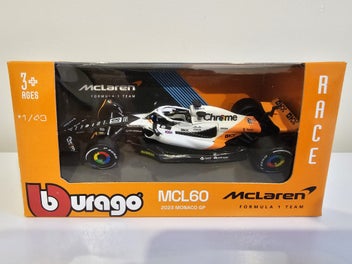 3+
AGES
McLaren
FORMULA 1 TEAM
*1/43
Chrome
RACE
burago
MCL60
2023 MONACO GP
McLaren
FORMULA 1 TEAM